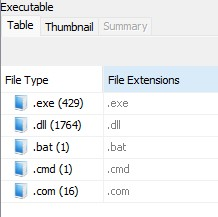 Executable
Table Thumbnail Summary
File Type File Extensions
.exe (429) .exe
.dll (1764) .dll
.bat (1) .bat
.cmd (1) .cmd
.com (16) .com